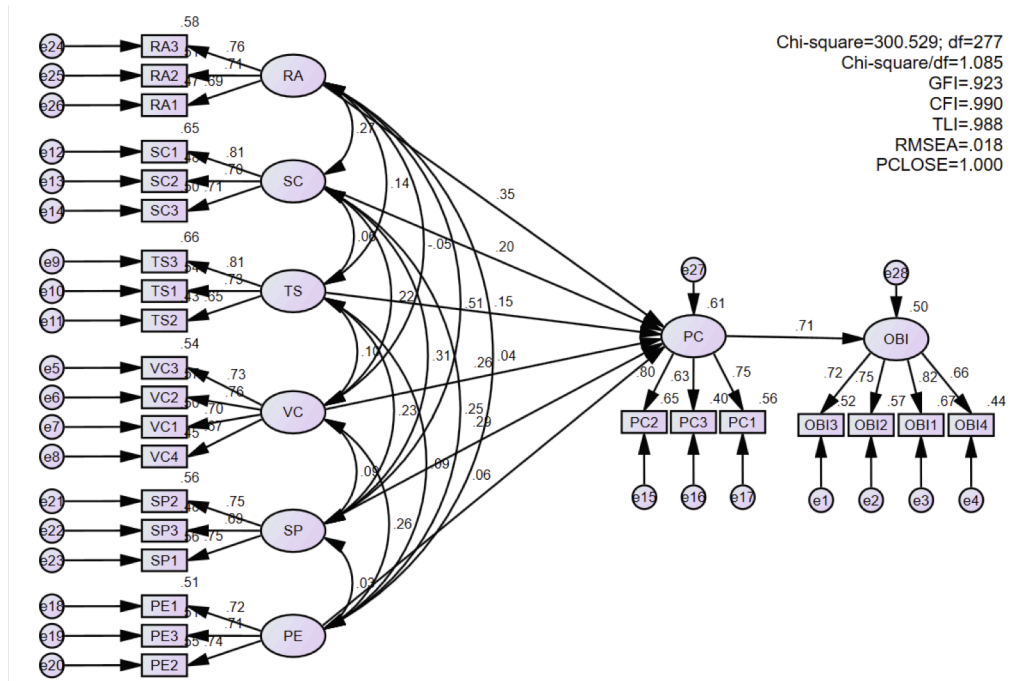 Chi-square=300.529; df=277
Chi-square/df=1.085
GFI=.923
CFI=.990
TLI=.988
RMSEA=.018
PCLOSE=1.000
.58
e24 RA3 .76
e25 RA2 .71 RA
e26 RA1 .69
.47
.27
.65
e12 SC1 .81
e13 SC2 .70 SC
e14 SC3 .71
.50
.14
.35
.06
-.05
.20
.66
e9 TS3 .81
e10 TS1 .73 TS
e11 TS2 .65
.43
.22 .51 .15
e27 .61
e28 .50
PC .71 OBI
.10 .31 .26 .04
.54
e5 VC3 .73
e6 VC2 .76
e7 VC1 .70 VC
e8 VC4 .67
.50
.45
.23 .25 .29
.80 .63 .75
.65 .40 .56
PC2 PC3 PC1
e15 e16 e17
.72 .75 .82 .66
.52 .57 .67 .44
OBI3 OBI2 OBI1 OBI4
e1 e2 e3 e4
.09 .09 .06
.56
e21 SP2 .75
e22 SP3 .69 SP
e23 SP1 .75
.56
.26
.03
.51
e18 PE1 .72
e19 PE3 .71 PE
e20 PE2 .74
.55